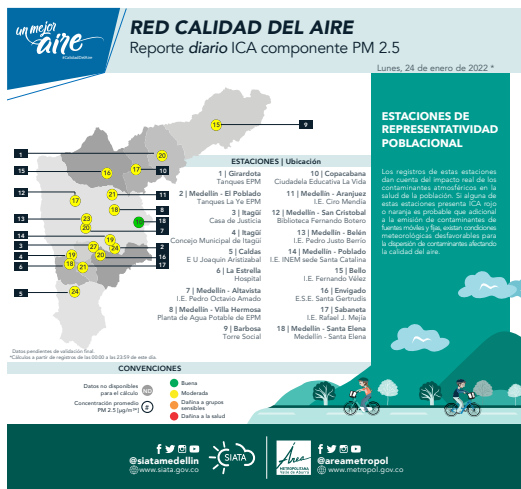 un mejor
aire
#CalidadDelAire
RED CALIDAD DEL AIRE
Reporte diario ICA componente PM 2.5
Lunes, 24 de enero de 2022 *
ESTACIONES DE
REPRESENTATIVIDAD
POBLACIONAL
Los registros de estas estaciones
dan cuenta del impacto real de los
contaminantes atmosféricos en la
salud de la población. Si alguna de
estas estaciones presenta ICA rojo
o naranja es probable que adicional
a la emisión de contaminantes de
fuentes móviles y fijas, existan condiciones
meteorológicas desfavorables para
la dispersión de contaminantes afectando
la calidad del aire.
15
9
1
20
15
16
17
10
12
17
21
11
18
8
13
23
20
18
7
14
19
3
27
24
2
4
19
16
6
18
21
17
5
24
ESTACIONES | Ubicación
1 | Girardota
Tanques EPM
2 | Medellín - El Poblado
Tanques La Ye EPM
3 | Itagüí
Casa de Justicia
4 | Itagüí
Concejo Municipal de Itagüí
5 | Caldas
E U Joaquín Aristizabal
6 | La Estrella
Hospital
7 | Medellín - Altavista
I.E. Pedro Octavio Amado
8 | Medellín - Villa Hermosa
Planta de Agua Potable de EPM
9 | Barbosa
Torre Social
10 | Copacabana
Ciudadela Educativa La Vida
11 | Medellín - Aranjuez
I.E. Ciro Mendía
12 | Medellín - San Cristobal
Biblioteca Fernando Botero
13 | Medellín - Belén
I.E. Pedro Justo Berrío
14 | Medellín - Poblado
I.E. INEM sede Santa Catalina
15 | Bello
I.E. Fernando Vélez
16 | Envigado
E.S.E. Santa Gertrudis
17 | Sabaneta
I.E. Rafael J. Mejía
18 | Medellín - Santa Elena
Medellín - Santa Elena
Datos pendientes de validación final.
*Cálculos a partir de registros de las 00:00 a las 23:59 de este día.
CONVENCIONES
Datos no disponibles
para el cálculo
ND
Concentración promedio
PM 2.5 [µg/m³*]
#
Buena
Moderada
Dañina a grupos
sensibles
Dañina a la salud
@siatamedellin
www.siata.gov.co
SIATA
Área
METROPOLITANA
Valle de Aburrá
@areametropol
www.metropol.gov.co